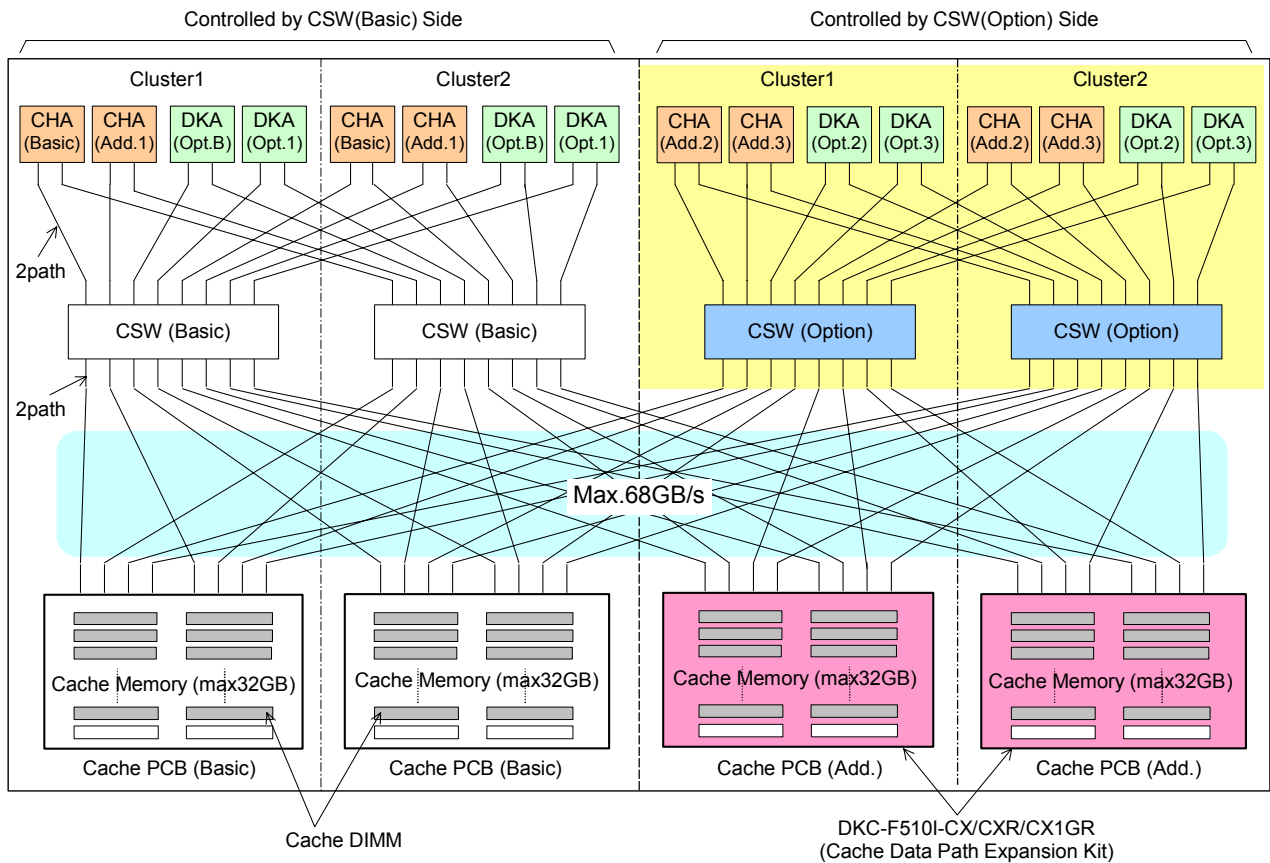 Controlled by CSW(Basic) Side
Controlled by CSW(Option) Side
Cluster1
Cluster2
Cluster1
Cluster2
CHA
(Basic)
CHA
(Add.1)
DKA
(Opt.B)
DKA
(Opt.1)
CHA
(Basic)
CHA
(Add.1)
DKA
(Opt.B)
DKA
(Opt.1)
CHA
(Add.2)
CHA
(Add.3)
DKA
(Opt.2)
DKA
(Opt.3)
CHA
(Add.2)
CHA
(Add.3)
DKA
(Opt.2)
DKA
(Opt.3)
2path
CSW (Basic)
CSW (Basic)
CSW (Option)
CSW (Option)
2path
Max.68GB/s
Cache Memory (max32GB)
Cache Memory (max32GB)
Cache Memory (max32GB)
Cache Memory (max32GB)
Cache PCB (Basic)
Cache PCB (Basic)
Cache PCB (Add.)
Cache PCB (Add.)
Cache DIMM
DKC-F510I-CX/CXR/CX1GR
(Cache Data Path Expansion Kit)